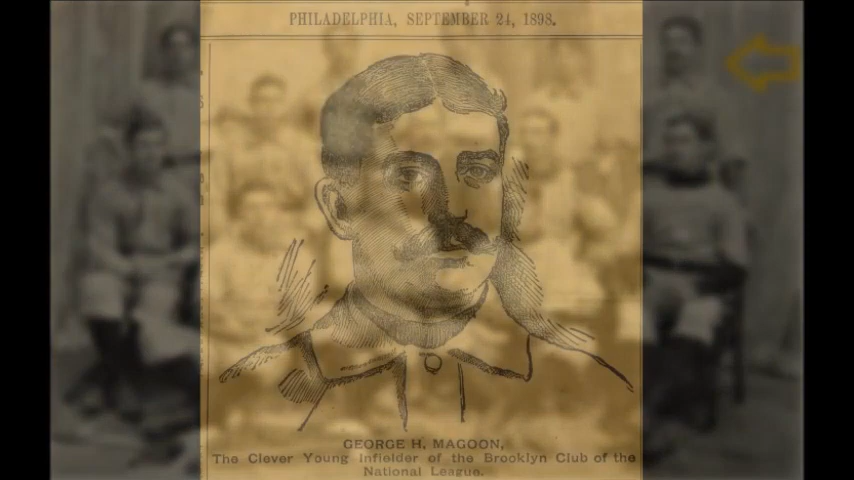 PHILADELPHIA, SEPTEMBER 24, 1898.
GEORGE H. MAGOON,
The Clever Young Infielder of the Brooklyn Club of the
National League.